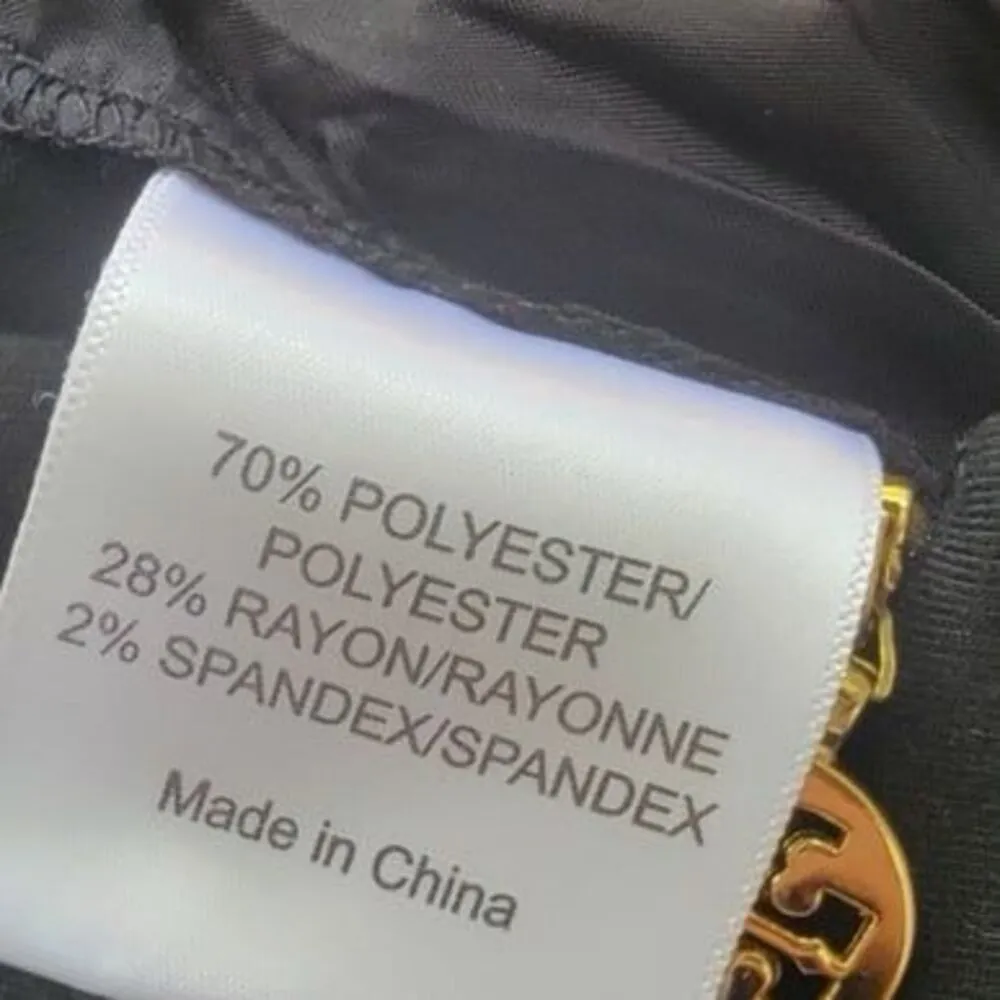 70% POLYESTER/
POLYESTER
28% RAYON/RAYONNE
2% SPANDEX/SPANDEX
Made in China